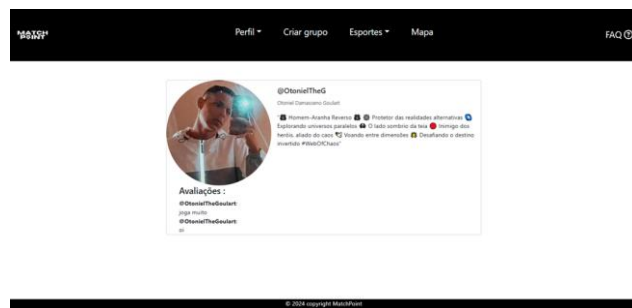 MATCH
POINT
Perfil
Criar grupo
Esportes
Mapa
FAQ
@OtonielTheG
Otoniel Damasceno Goulart
"🕷 Homem-Aranha Reverso 🕷 🌐 Protetor das realidades alternativas 🌀
Explorando universos paralelos 🕶 O lado sombrio da teia 🔴 Inimigo dos
heróis, aliado do caos 🕸 Voando entre dimensões 🦸 Desafiando o destino
invertido #WebOfChaos"
Avaliações :
@OtonielTheGoulart:
joga muito
@OtonielTheGoulart:
© 2024 copyright MatchPoint